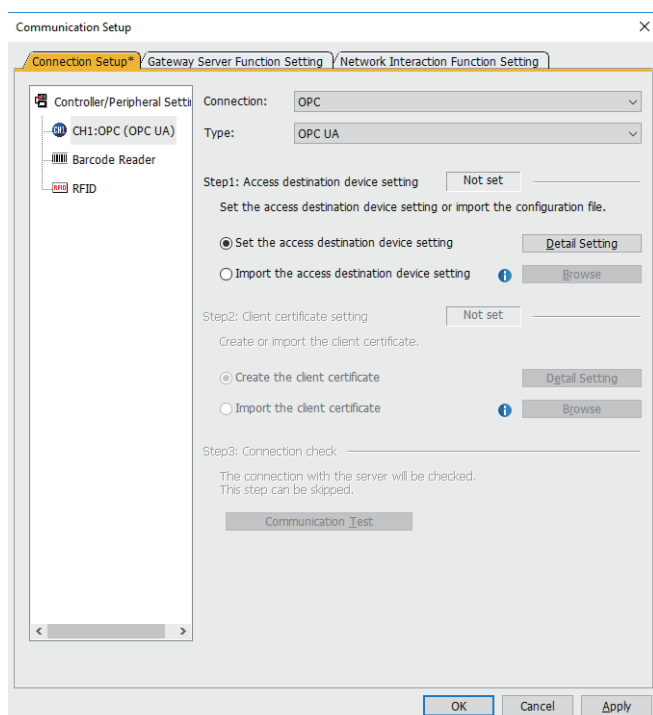 Communication Setup
Connection Setup* Gateway Server Function Setting Network Interaction Function Setting
Controller/Peripheral Setti
CH1 CH1:OPC (OPC UA)
Barcode Reader
RFID RFID
Connection: OPC
Type: OPC UA
Step1: Access destination device setting Not set
Set the access destination device setting or import the configuration file.
Set the access destination device setting Detail Setting
Import the access destination device setting Browse
Step2: Client certificate setting Not set
Create or import the client certificate.
Create the client certificate Detail Setting
Import the client certificate Browse
Step3: Connection check
The connection with the server will be checked.
This step can be skipped.
Communication Test
OK Cancel Apply